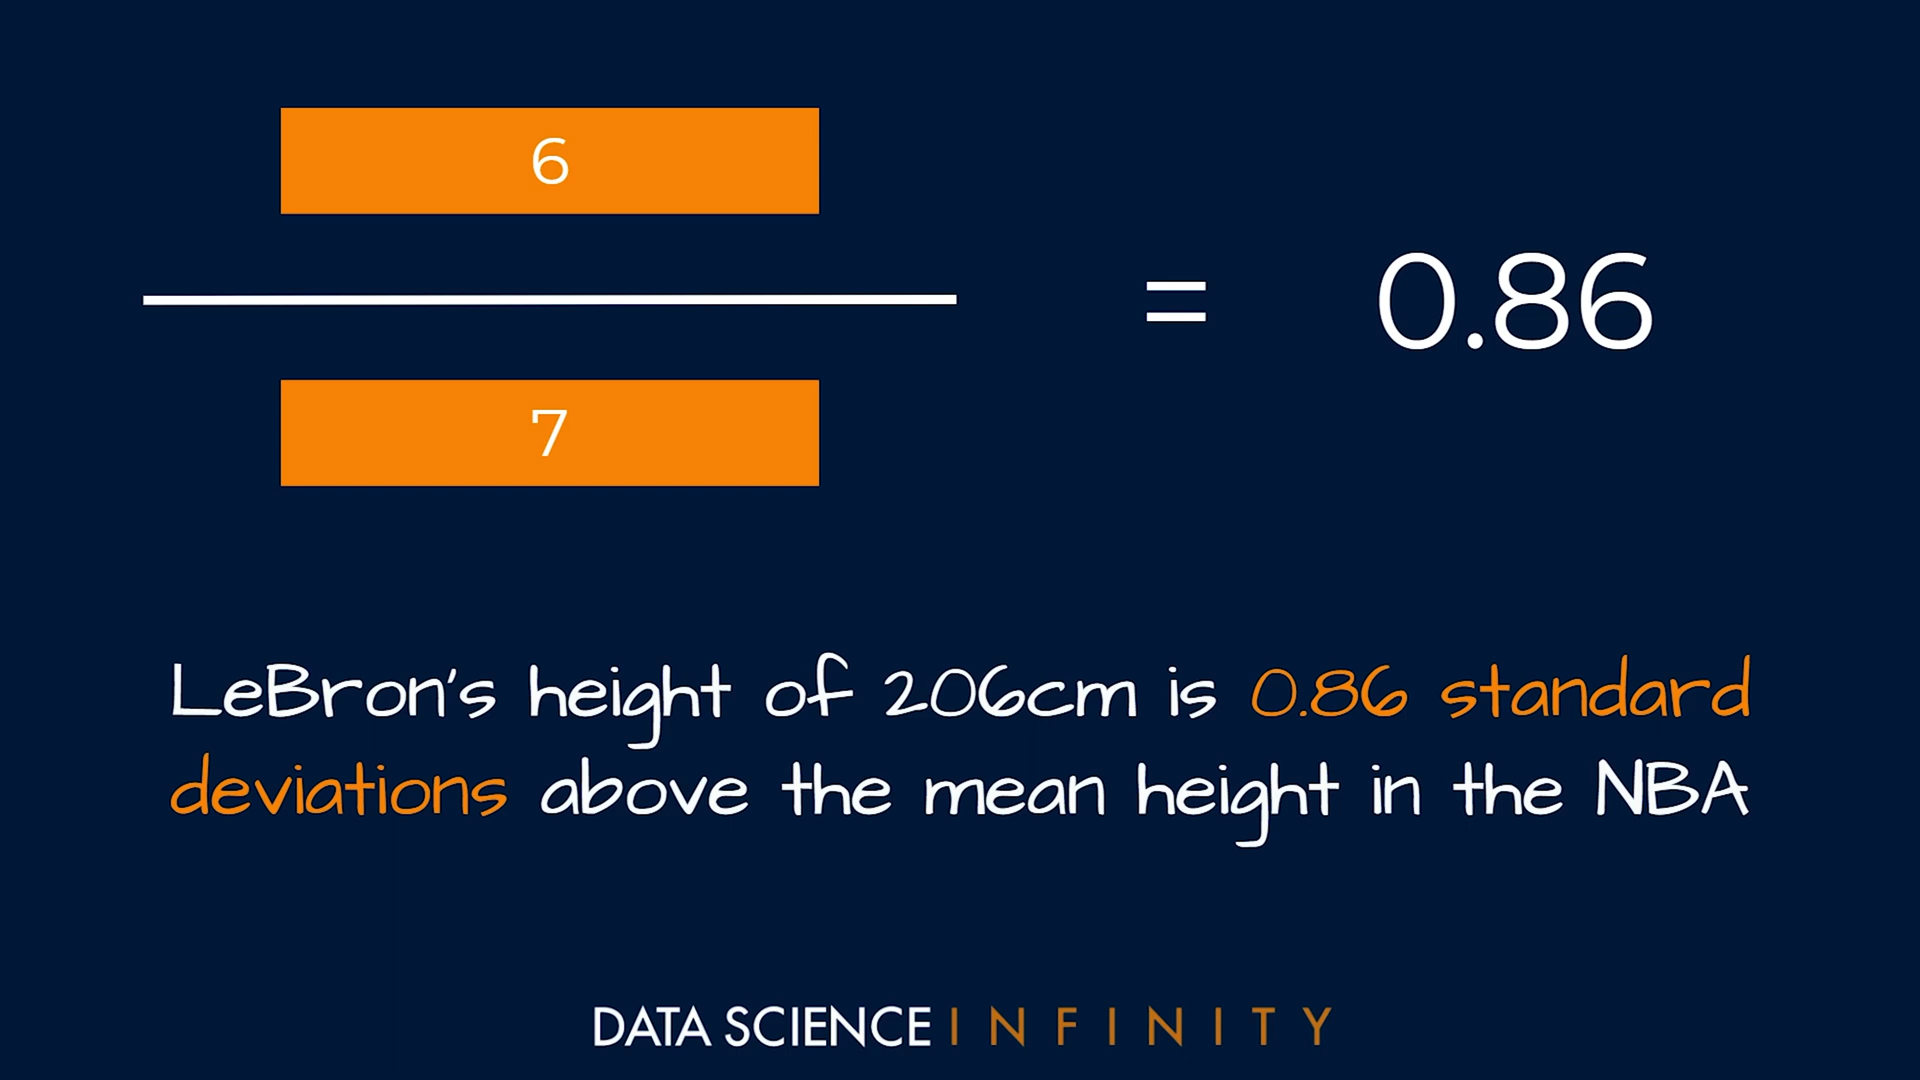 6
= 0.86
7
LeBron's height of 206cm is 0.86 standard
deviations above the mean height in the NBA
DATA SCIENCE INFINITY